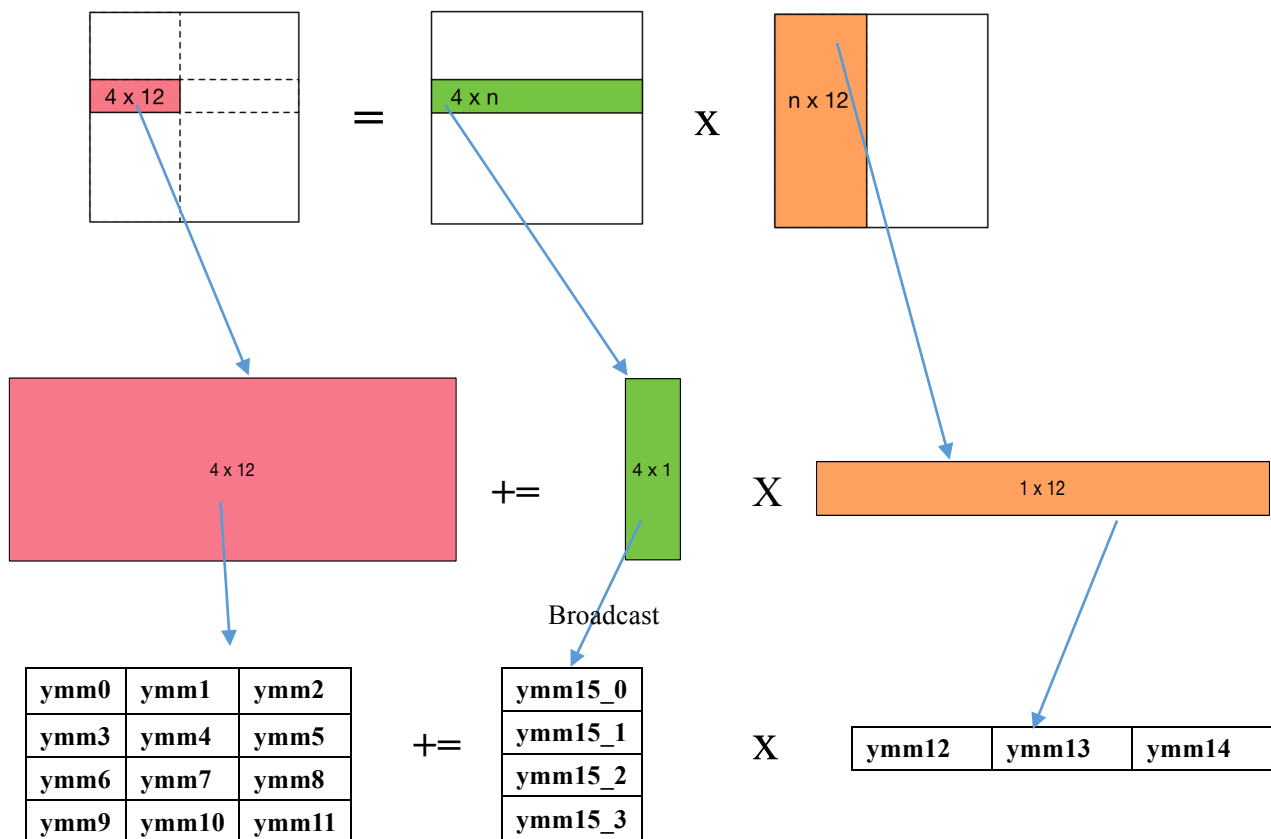 4 x 12 = 4 x n x n x 12
4 x 12 += 4 x 1 X 1 x 12
Broadcast
ymm0 ymm1 ymm2
ymm3 ymm4 ymm5
ymm6 ymm7 ymm8
ymm9 ymm10 ymm11
+=
ymm15_0
ymm15_1
ymm15_2
ymm15_3
X
ymm12 ymm13 ymm14